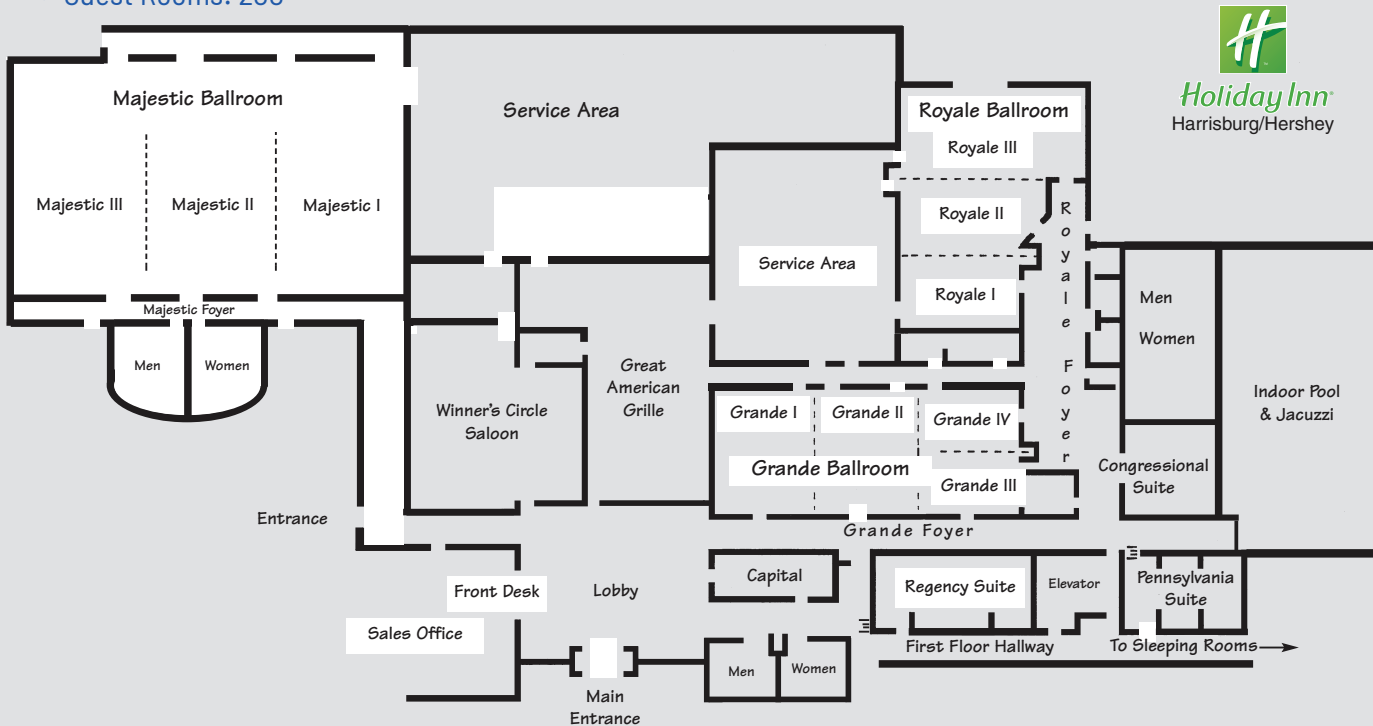 Holiday Inn
Harrisburg/Hershey
Majestic Ballroom
Majestic III
Majestic II
Majestic I
Majestic Foyer
Men
Women
Service Area
Royale Ballroom
Royale III
Royale II
Royale I
Service Area
Royale Foyer
Men
Women
Indoor Pool
& Jacuzzi
Congressional
Suite
Great
American
Grille
Winner's Circle
Saloon
Grande I
Grande II
Grande IV
Grande Ballroom
Grande III
Grande Foyer
Entrance
Front Desk
Lobby
Sales Office
Capital
Regency Suite
Elevator
Pennsylvania
Suite
First Floor Hallway
To Sleeping Rooms
Men
Women
Main
Entrance